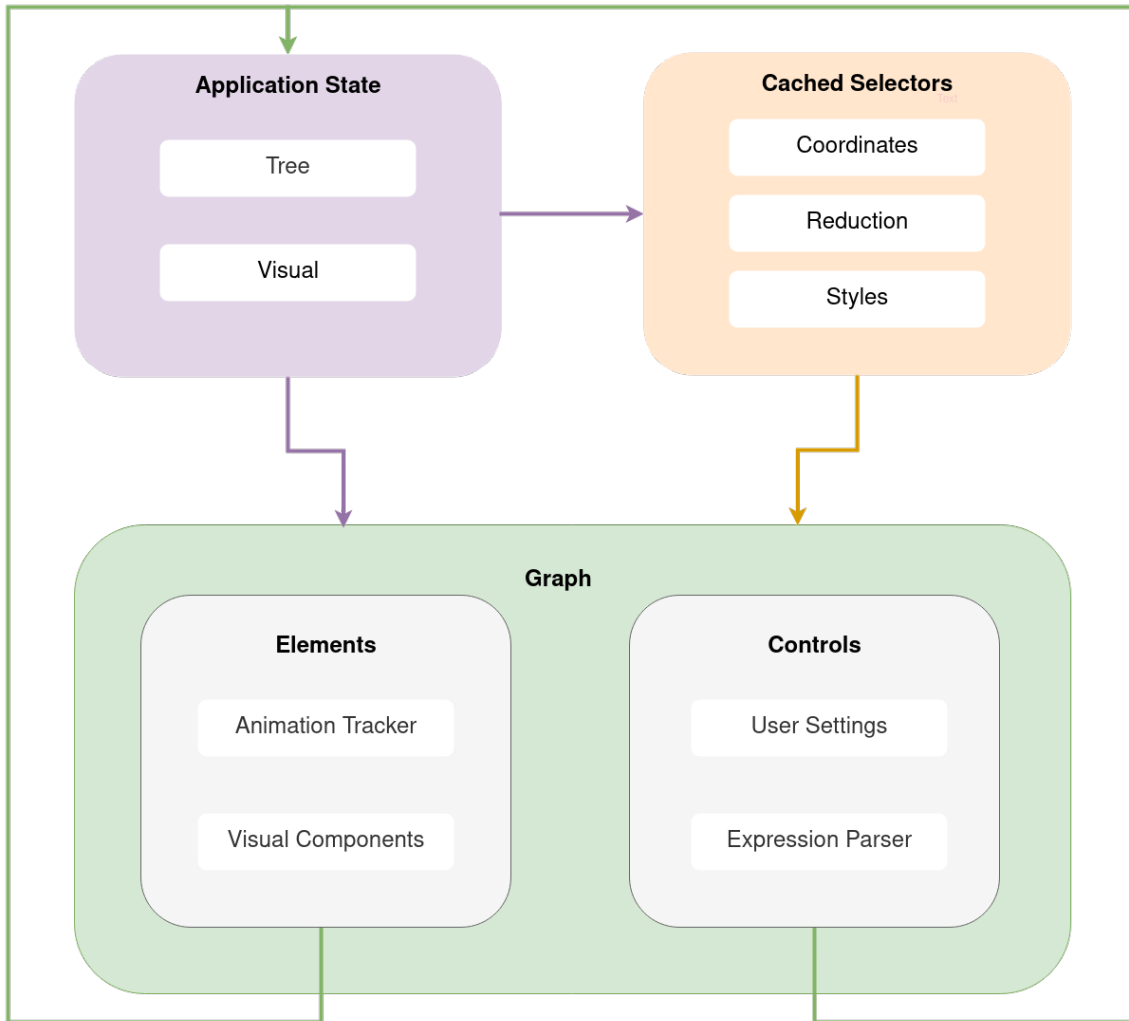 Application State
Tree
Visual
Cached Selectors
Text
Coordinates
Reduction
Styles
Graph
Elements
Animation Tracker
Visual Components
Controls
User Settings
Expression Parser